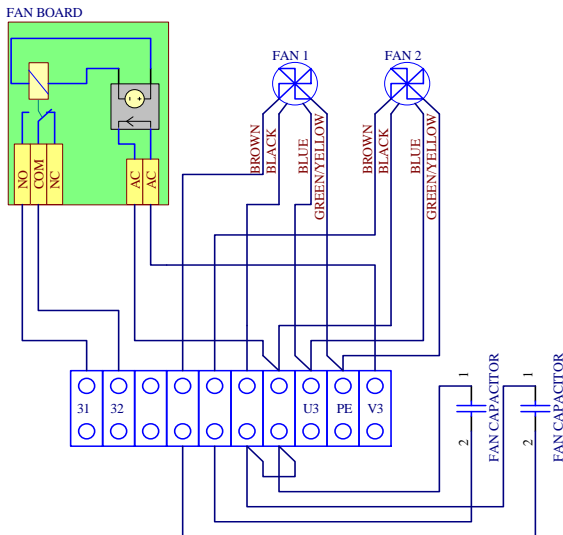 FAN BOARD
FAN 1
FAN 2
BROWN
BLACK
BLUE
GREEN/YELLOW
BROWN
BLACK
BLUE
GREEN/YELLOW
NO
COM
NC
AC
AC
31
32
U3
PE
V3
1
2
FAN CAPACITOR
1
2
FAN CAPACITOR